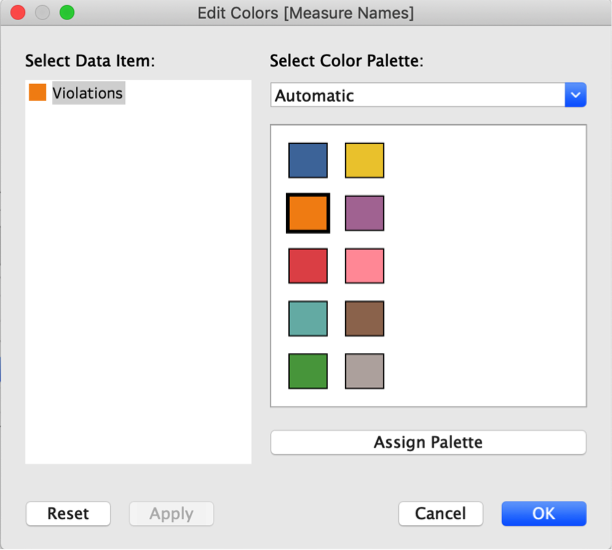 Edit Colors [Measure Names]
Select Data Item:
Violations
Select Color Palette:
Automatic
Assign Palette
Reset
Apply
Cancel
OK